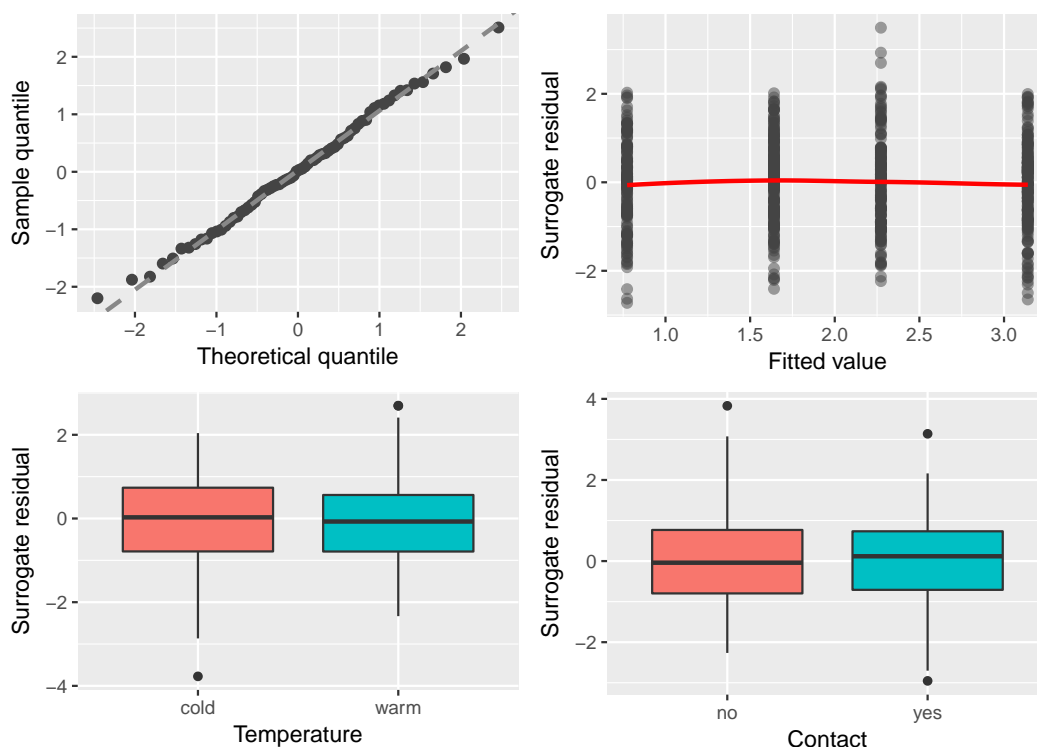 2
1
0
−1
−2
Sample quantile
−2
−1
0
1
2
Theoretical quantile
2
0
−2
Surrogate residual
1.0
1.5
2.0
2.5
3.0
Fitted value
2
0
−2
−4
Surrogate residual
cold
warm
Temperature
4
2
0
−2
Surrogate residual
no
yes
Contact